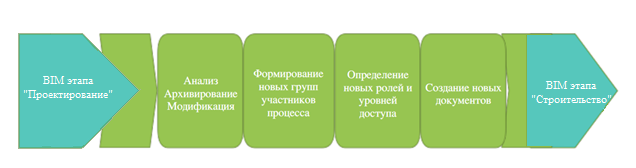 BIM этапа
"Проектирование"
Анализ
Архивирование
Модификация
Формирование
новых групп
участников
процесса
Определение
новых ролей и
уровней
доступа
Создание новых
документов
BIM этапа
"Строительство"